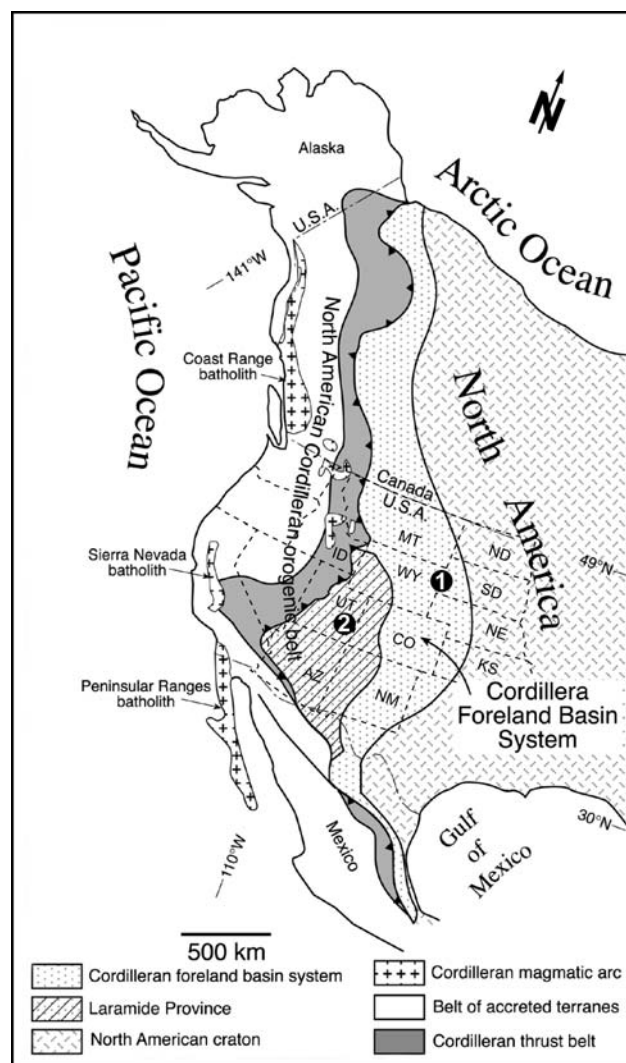 N
Alaska
Arctic Ocean
U.S.A.
141°W
Pacific Ocean
North American Cordilleran orogenic belt
Coast Range
batholith
North America
Canada
U.S.A.
MT
ND
49°N
ID
WY
1
SD
Sierra Nevada
batholith
UT
2
NE
CO
KS
AZ
NM
Cordillera
Foreland Basin
System
Peninsular Ranges
batholith
30°N
Gulf
of
Mexico
Mexico
110°W
500 km
Cordilleran foreland basin system
Cordilleran magmatic arc
Laramide Province
Belt of accreted terranes
North American craton
Cordilleran thrust belt